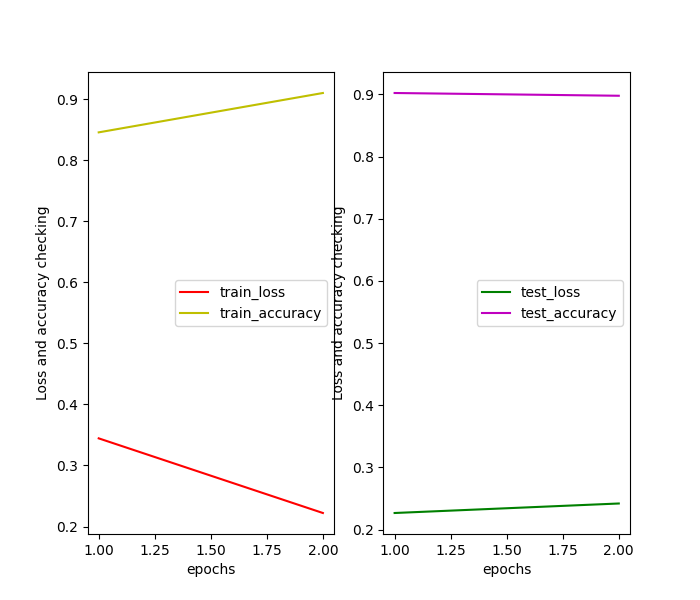 0.9
0.8
0.7
0.6
0.5
0.4
0.3
0.2
Loss and accuracy checking
train_loss
train_accuracy
1.00 1.25 1.50 1.75 2.00
epochs
0.9
0.8
0.7
0.6
0.5
0.4
0.3
0.2
Loss and accuracy checking
test_loss
test_accuracy
1.00 1.25 1.50 1.75 2.00
epochs